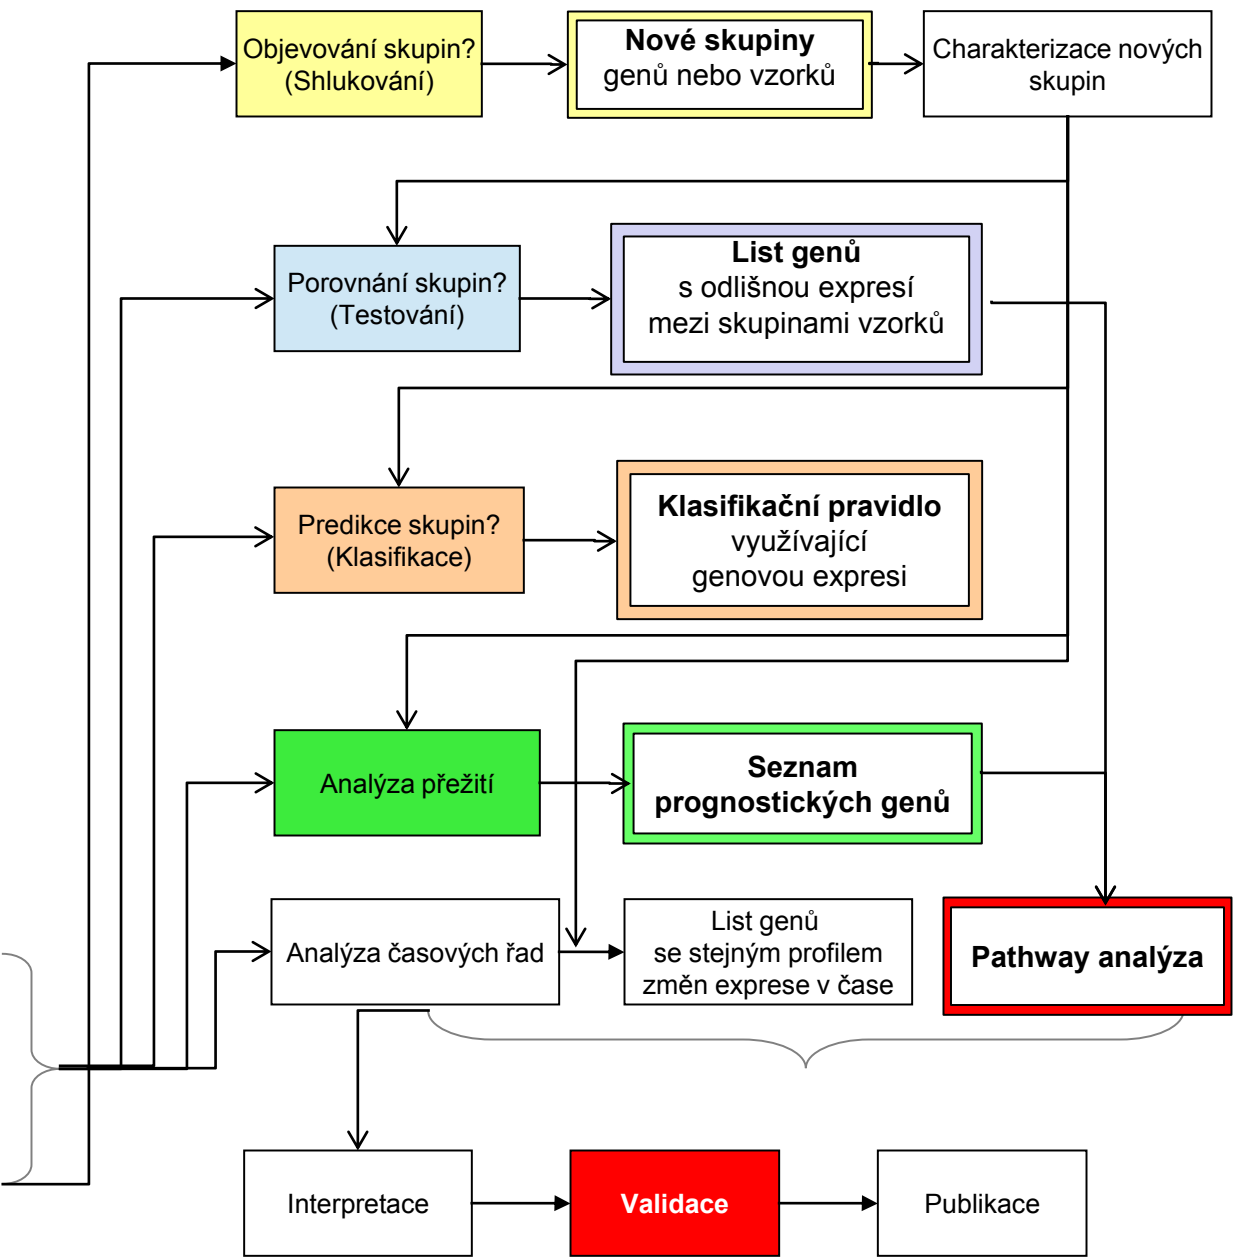 Objevování skupin?
(Shlukování)
Nové skupiny
genů nebo vzorků
Charakterizace nových
skupin
Porovnání skupin?
(Testování)
List genů
s odlišnou expresí
mezi skupinami vzorků
Predikce skupin?
(Klasifikace)
Klasifikační pravidlo
využívající
genovou expresi
Analýza přežití
Seznam
prognostických genů
Analýza časových řad
List genů
se stejným profilem
změn exprese v čase
Pathway analýza
Interpretace
Validace
Publikace